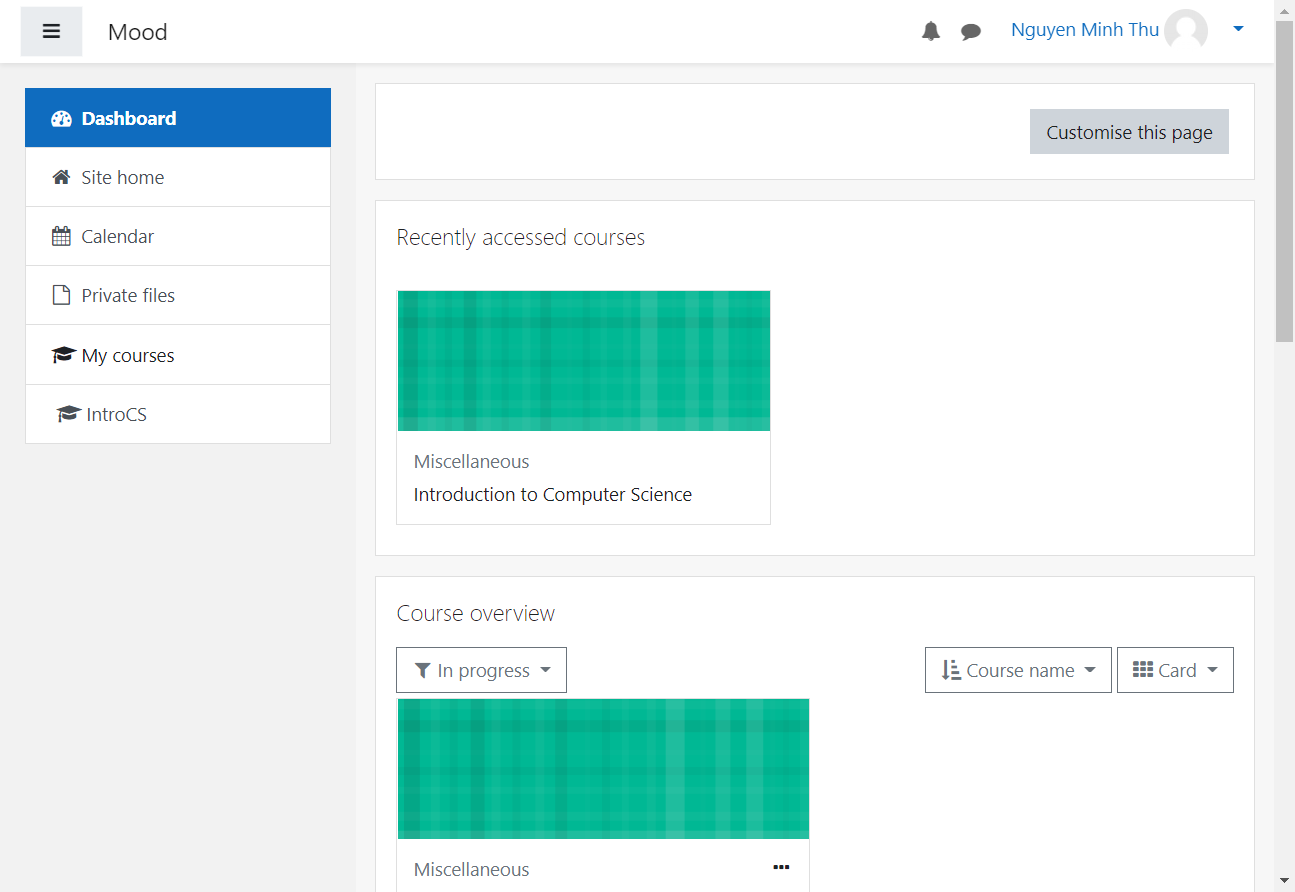 Mood
Nguyen Minh Thu
Dashboard
Site home
Calendar
Private files
My courses
IntroCS
Customise this page
Recently accessed courses
Miscellaneous
Introduction to Computer Science
Course overview
In progress
Course name
Card
Miscellaneous